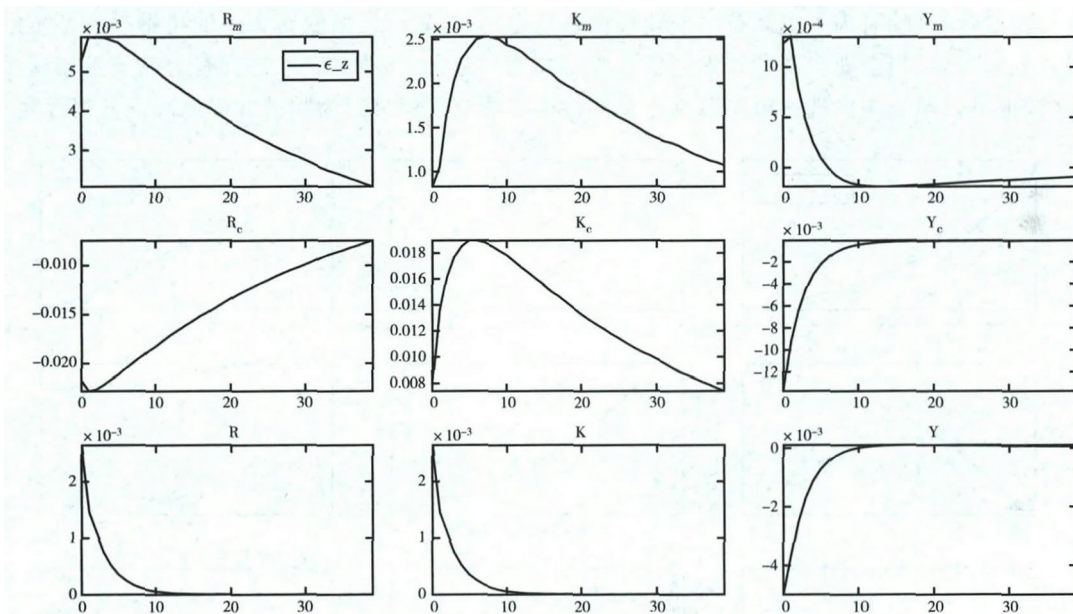 R_m K_m Y_m
× 10⁻³ × 10⁻³ × 10⁻⁴
5 4 3
ϵ_z
2.5 2.0 1.5 1.0
10 5 0
0 10 20 30 0 10 20 30 0 10 20 30
R_c K_c Y_c
× 10⁻³
−0.010 −0.015 −0.020
0.018 0.016 0.014 0.012 0.010 0.008
−2 −4 −6 −8 −10 −12
0 10 20 30 0 10 20 30 0 10 20 30
R K Y
× 10⁻³ × 10⁻³ × 10⁻³
2 1 0
2 1 0
0 −2 −4
0 10 20 30 0 10 20 30 0 10 20 30